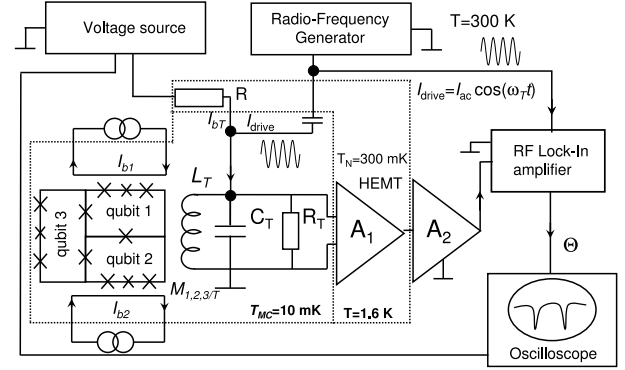 Voltage source
Radio-Frequency
Generator
T=300 K
R
I_bT
I_drive
I_drive=I_ac cos(ω_T t)
I_b1
T_N=300 mK
HEMT
RF Lock-In
amplifier
L_T
C_T
R_T
A_1
A_2
qubit 3
qubit 1
qubit 2
Θ
M_1,2,3/T
I_b2
T_MC=10 mK
T=1.6 K
Oscilloscope